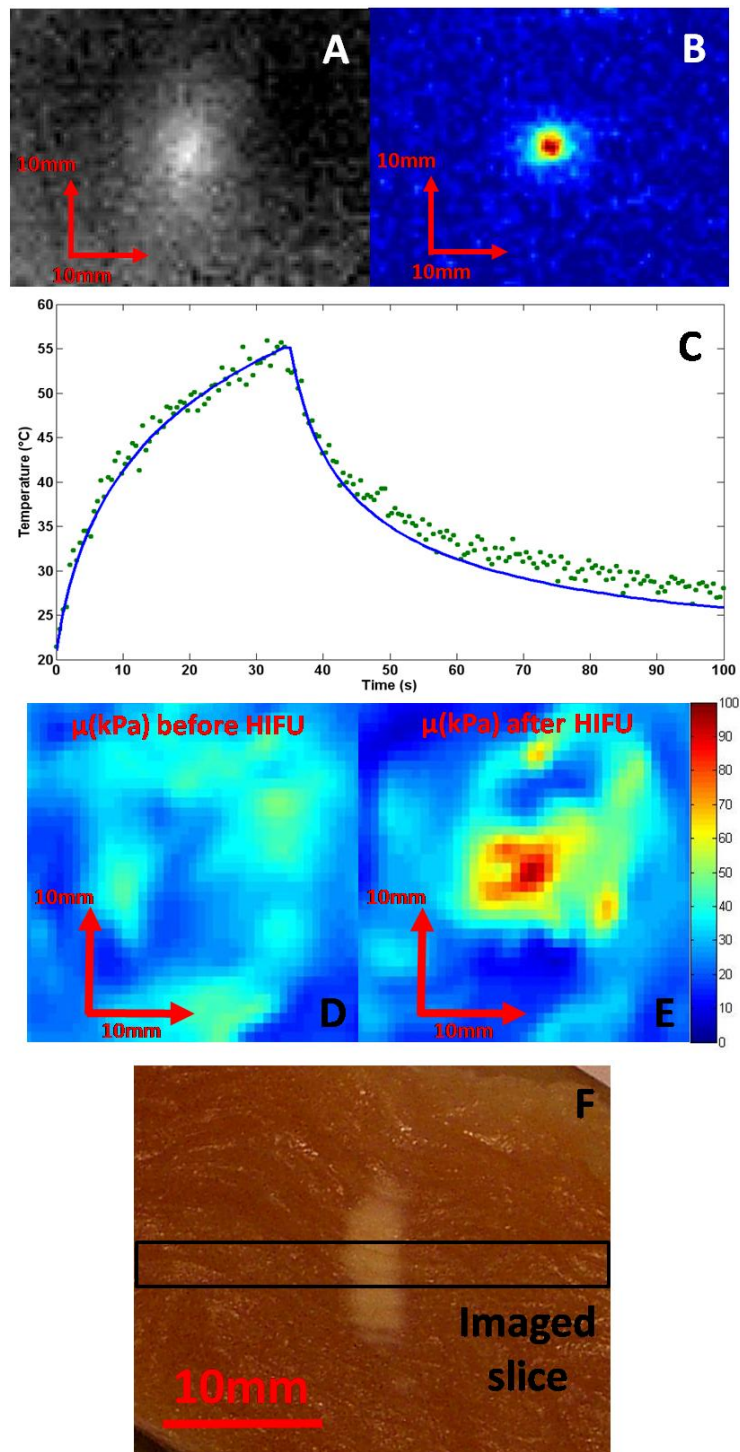 A
B
10mm
10mm
10mm
10mm
C
60
55
50
45
40
35
30
25
20
Temperature (°C)
0
10
20
30
40
50
60
70
80
90
100
Time (s)
μ(kPa) before HIFU
μ(kPa) after HIFU
10mm
10mm
D
10mm
10mm
E
100
90
80
70
60
50
40
30
20
10
0
F
Imaged
slice
10mm